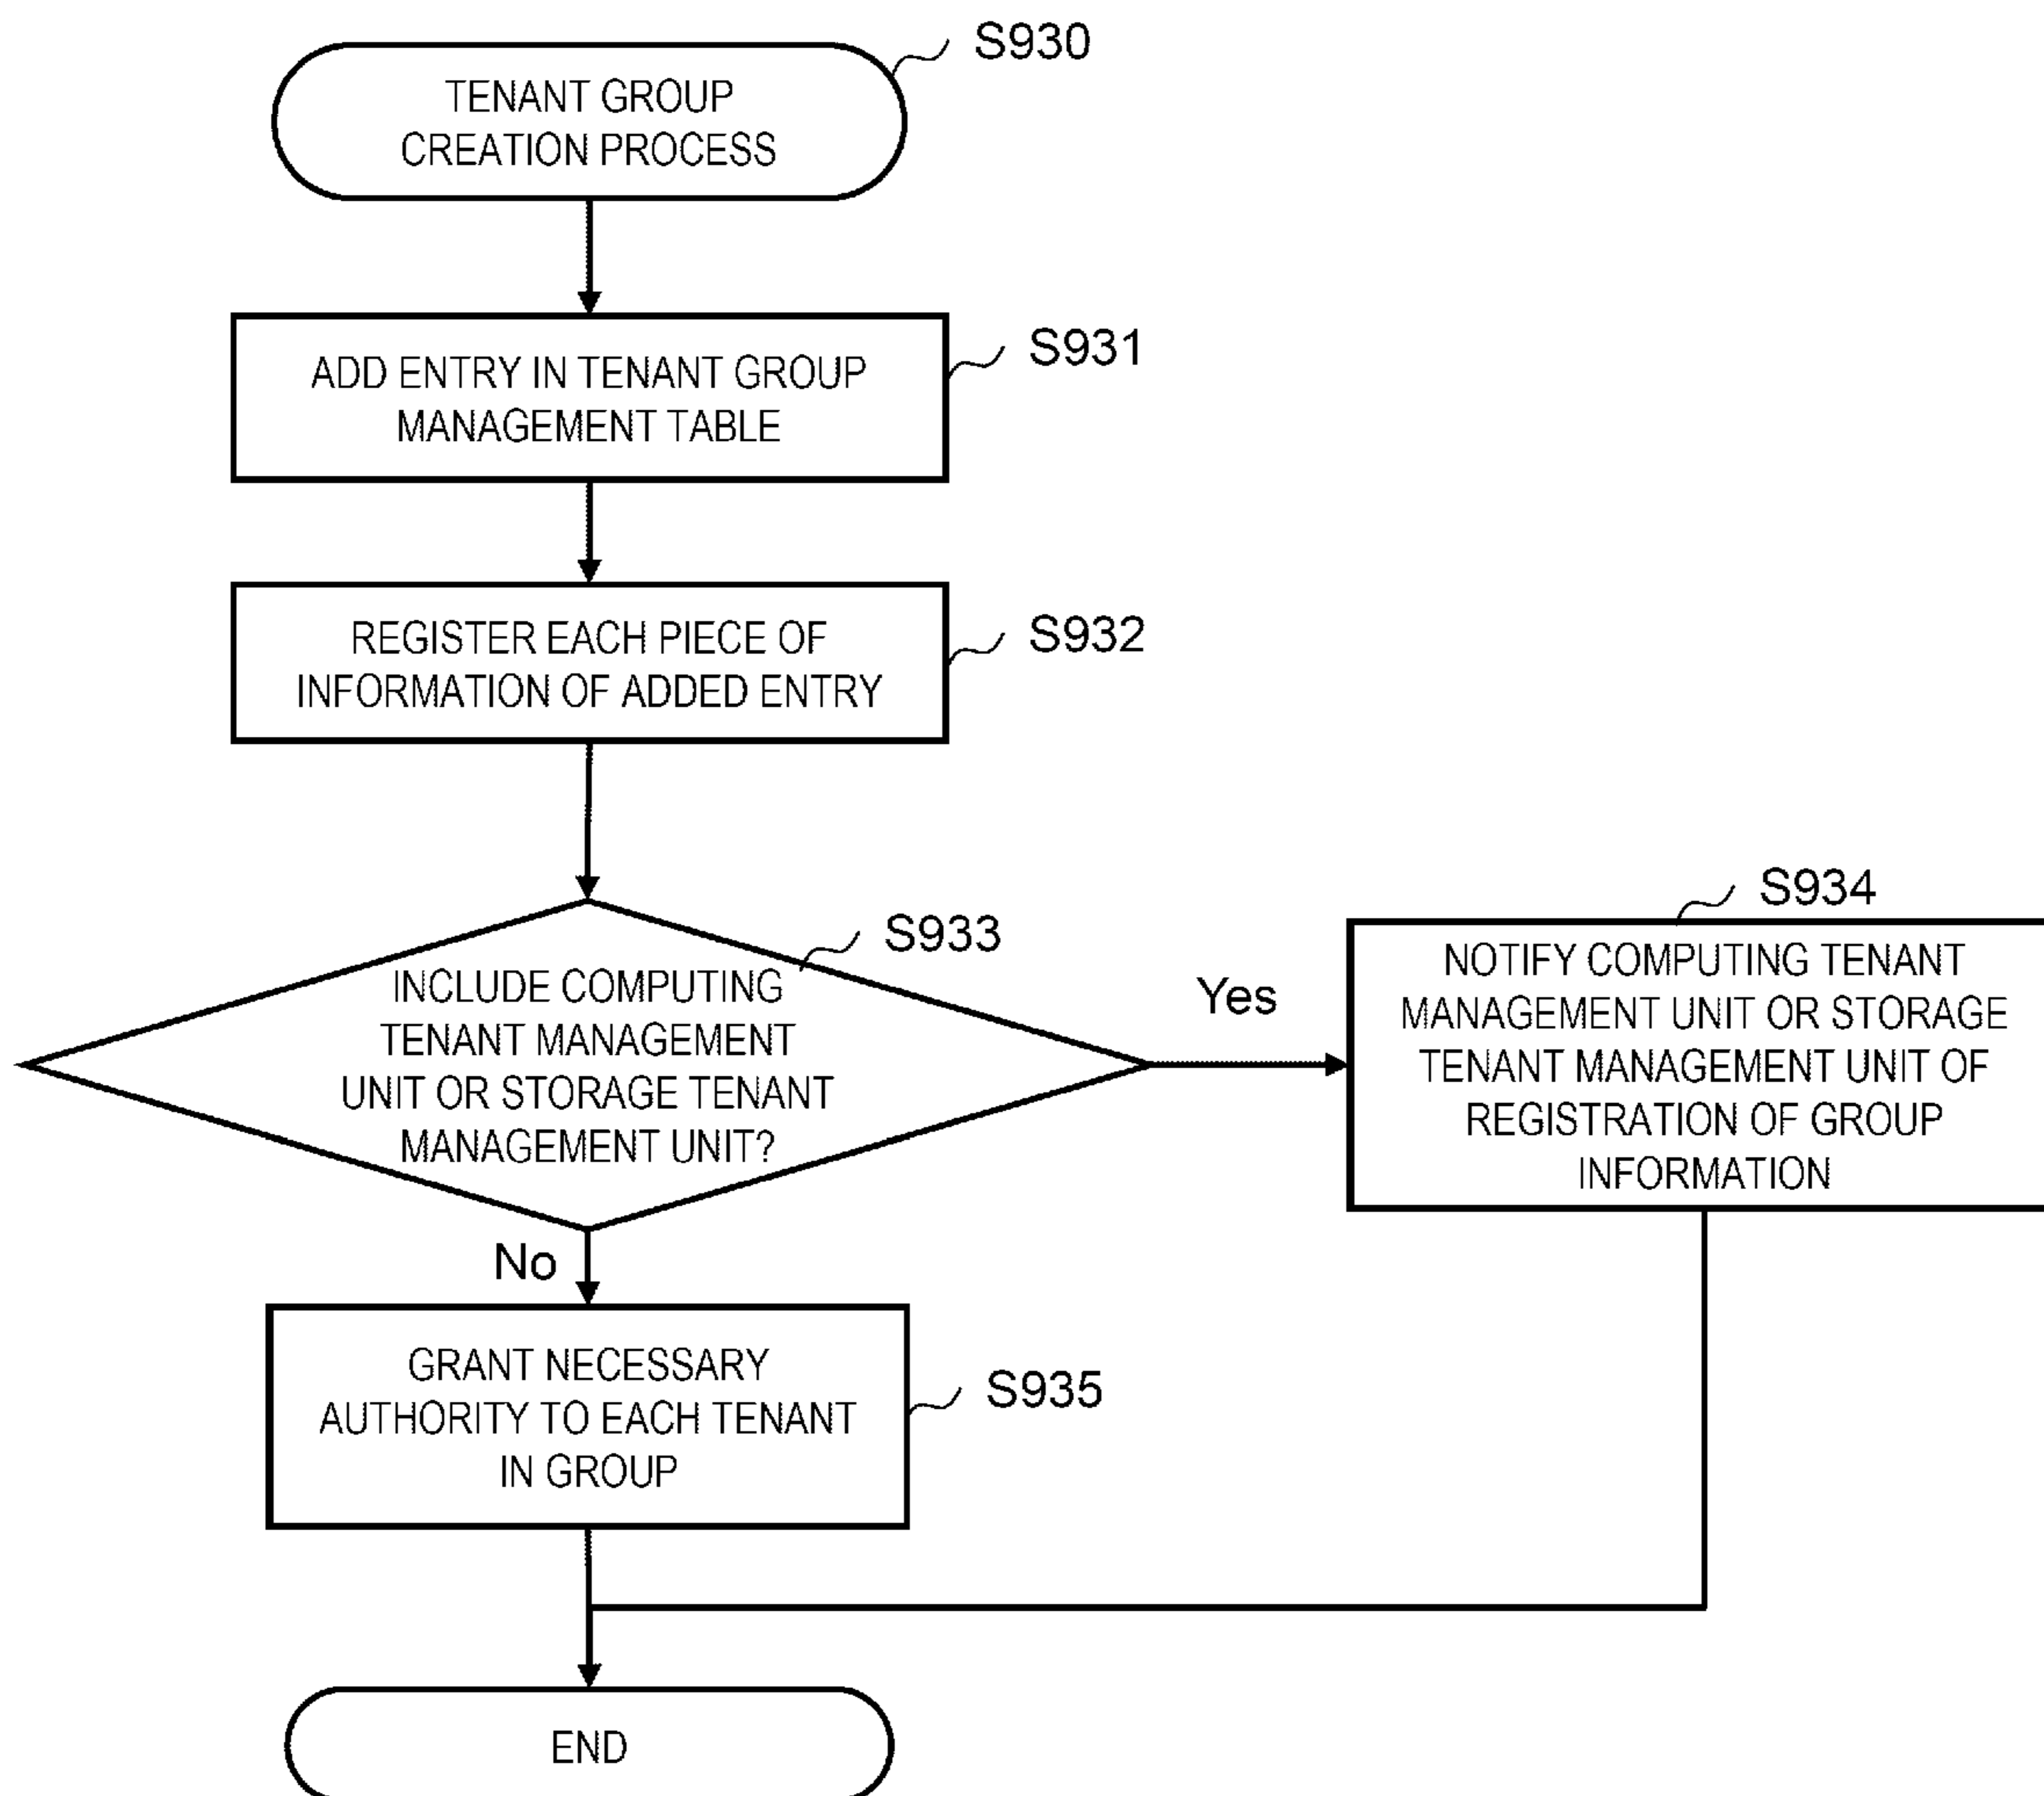 S930
TENANT GROUP
CREATION PROCESS
S931
ADD ENTRY IN TENANT GROUP
MANAGEMENT TABLE
S932
REGISTER EACH PIECE OF
INFORMATION OF ADDED ENTRY
S933
INCLUDE COMPUTING
TENANT MANAGEMENT
UNIT OR STORAGE TENANT
MANAGEMENT UNIT?
Yes
S934
NOTIFY COMPUTING TENANT
MANAGEMENT UNIT OR STORAGE
TENANT MANAGEMENT UNIT OF
REGISTRATION OF GROUP
INFORMATION
No
S935
GRANT NECESSARY
AUTHORITY TO EACH TENANT
IN GROUP
END